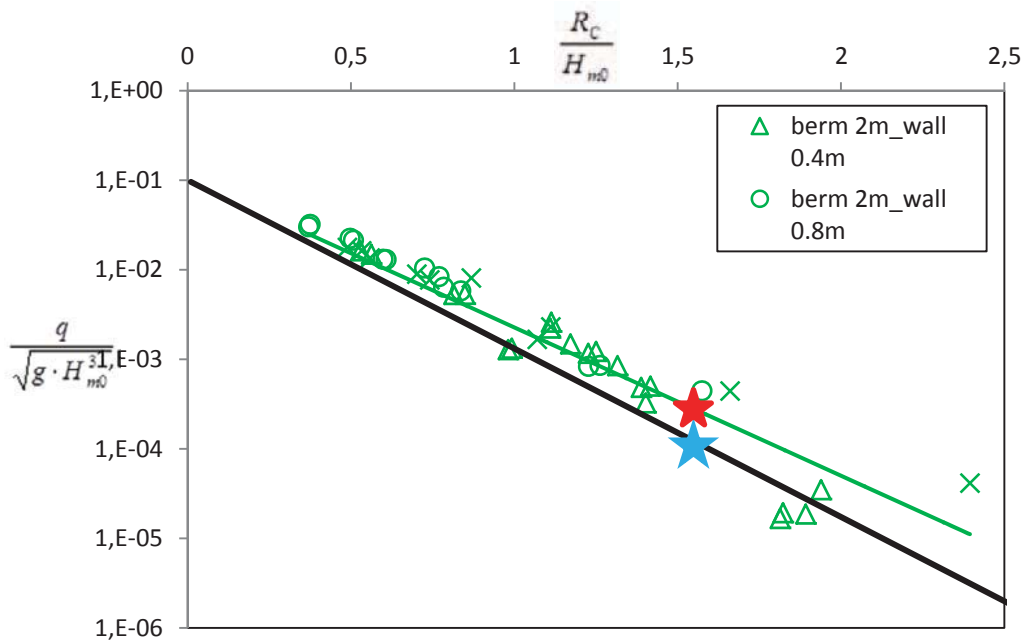 R_C
H_m0
0 0,5 1 1,5 2 2,5
1,E+00
1,E-01
1,E-02
1,E-03
1,E-04
1,E-05
1,E-06
q
√g · H_m0^3
berm 2m_wall
0.4m
berm 2m_wall
0.8m